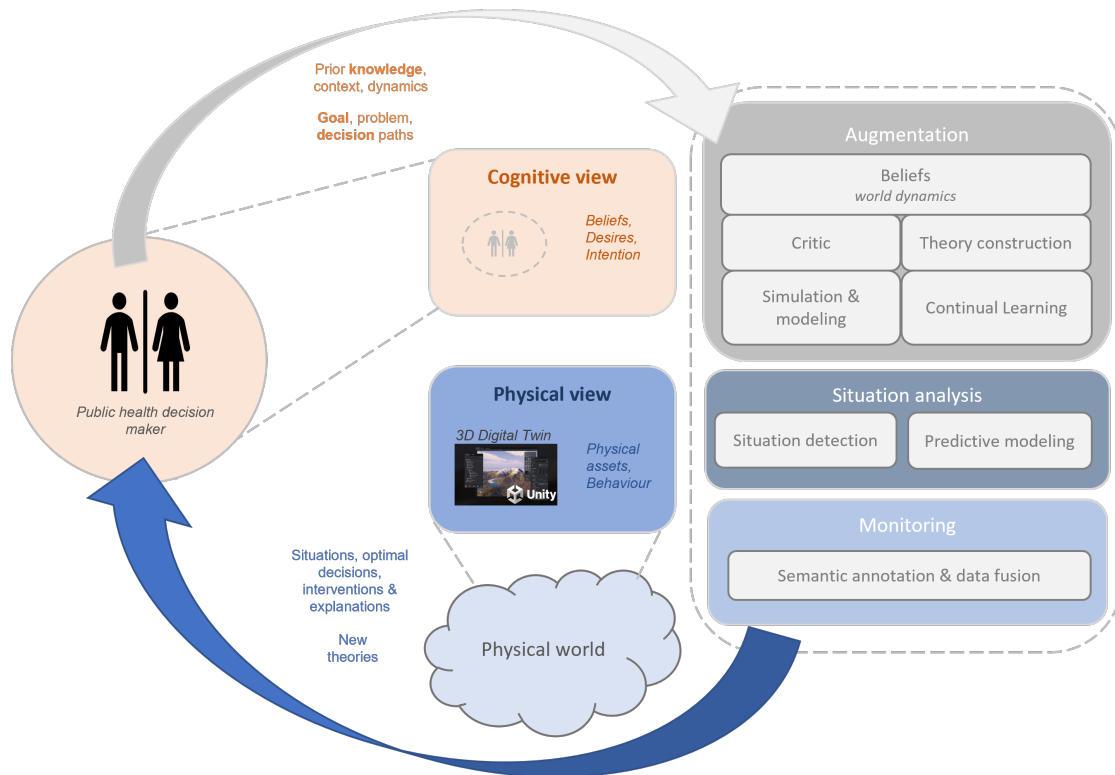 Prior knowledge,
context, dynamics
Goal, problem,
decision paths
Public health decision
maker
Cognitive view
Beliefs,
Desires,
Intention
Physical view
3D Digital Twin
Physical
assets,
Behaviour
Unity
Situations, optimal
decisions,
interventions &
explanations
New
theories
Physical world
Augmentation
Beliefs
world dynamics
Critic
Theory construction
Simulation &
modeling
Continual Learning
Situation analysis
Situation detection
Predictive modeling
Monitoring
Semantic annotation & data fusion